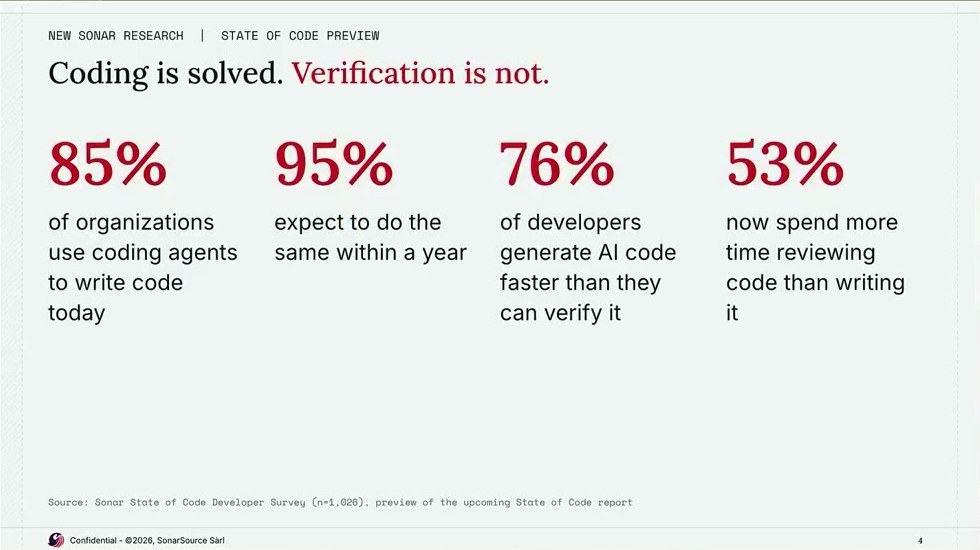 NEW SONAR RESEARCH | STATE OF CODE PREVIEW
Coding is solved. Verification is not.
85%
of organizations
use coding agents
to write code
today
95%
expect to do the
same within a year
76%
of developers
generate AI code
faster than they
can verify it
53%
now spend more
time reviewing
code than writing
it
Source: Sonar State of Code Developer Survey (n=1,026), preview of the upcoming State of Code report
Confidential - ©2026, SonarSource Sàrl
4